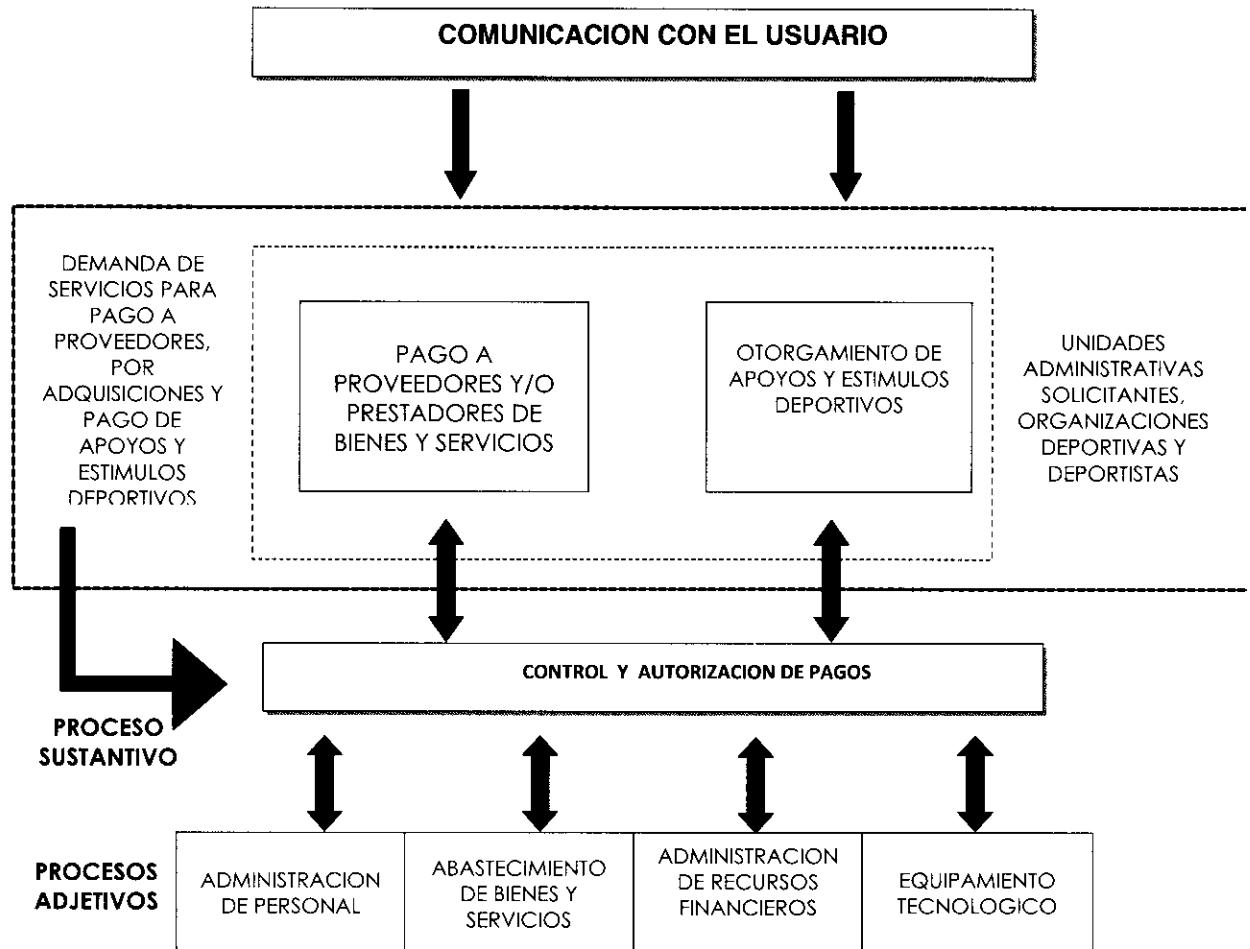 COMUNICACION CON EL USUARIO
DEMANDA DE
SERVICIOS PARA
PAGO A
PROVEEDORES,
POR
ADQUISICIONES Y
PAGO DE
APOYOS Y
ESTIMULOS
DEPORTIVOS
PAGO A
PROVEEDORES Y/O
PRESTADORES DE
BIENES Y SERVICIOS
OTORGAMIENTO DE
APOYOS Y ESTIMULOS
DEPORTIVOS
UNIDADES
ADMINISTRATIVAS
SOLICITANTES,
ORGANIZACIONES
DEPORTIVAS Y
DEPORTISTAS
CONTROL Y AUTORIZACION DE PAGOS
PROCESO
SUSTANTIVO
PROCESOS
ADJETIVOS
ADMINISTRACION
DE PERSONAL
ABASTECIMIENTO
DE BIENES Y
SERVICIOS
ADMINISTRACION
DE RECURSOS
FINANCIEROS
EQUIPAMIENTO
TECNOLOGICO